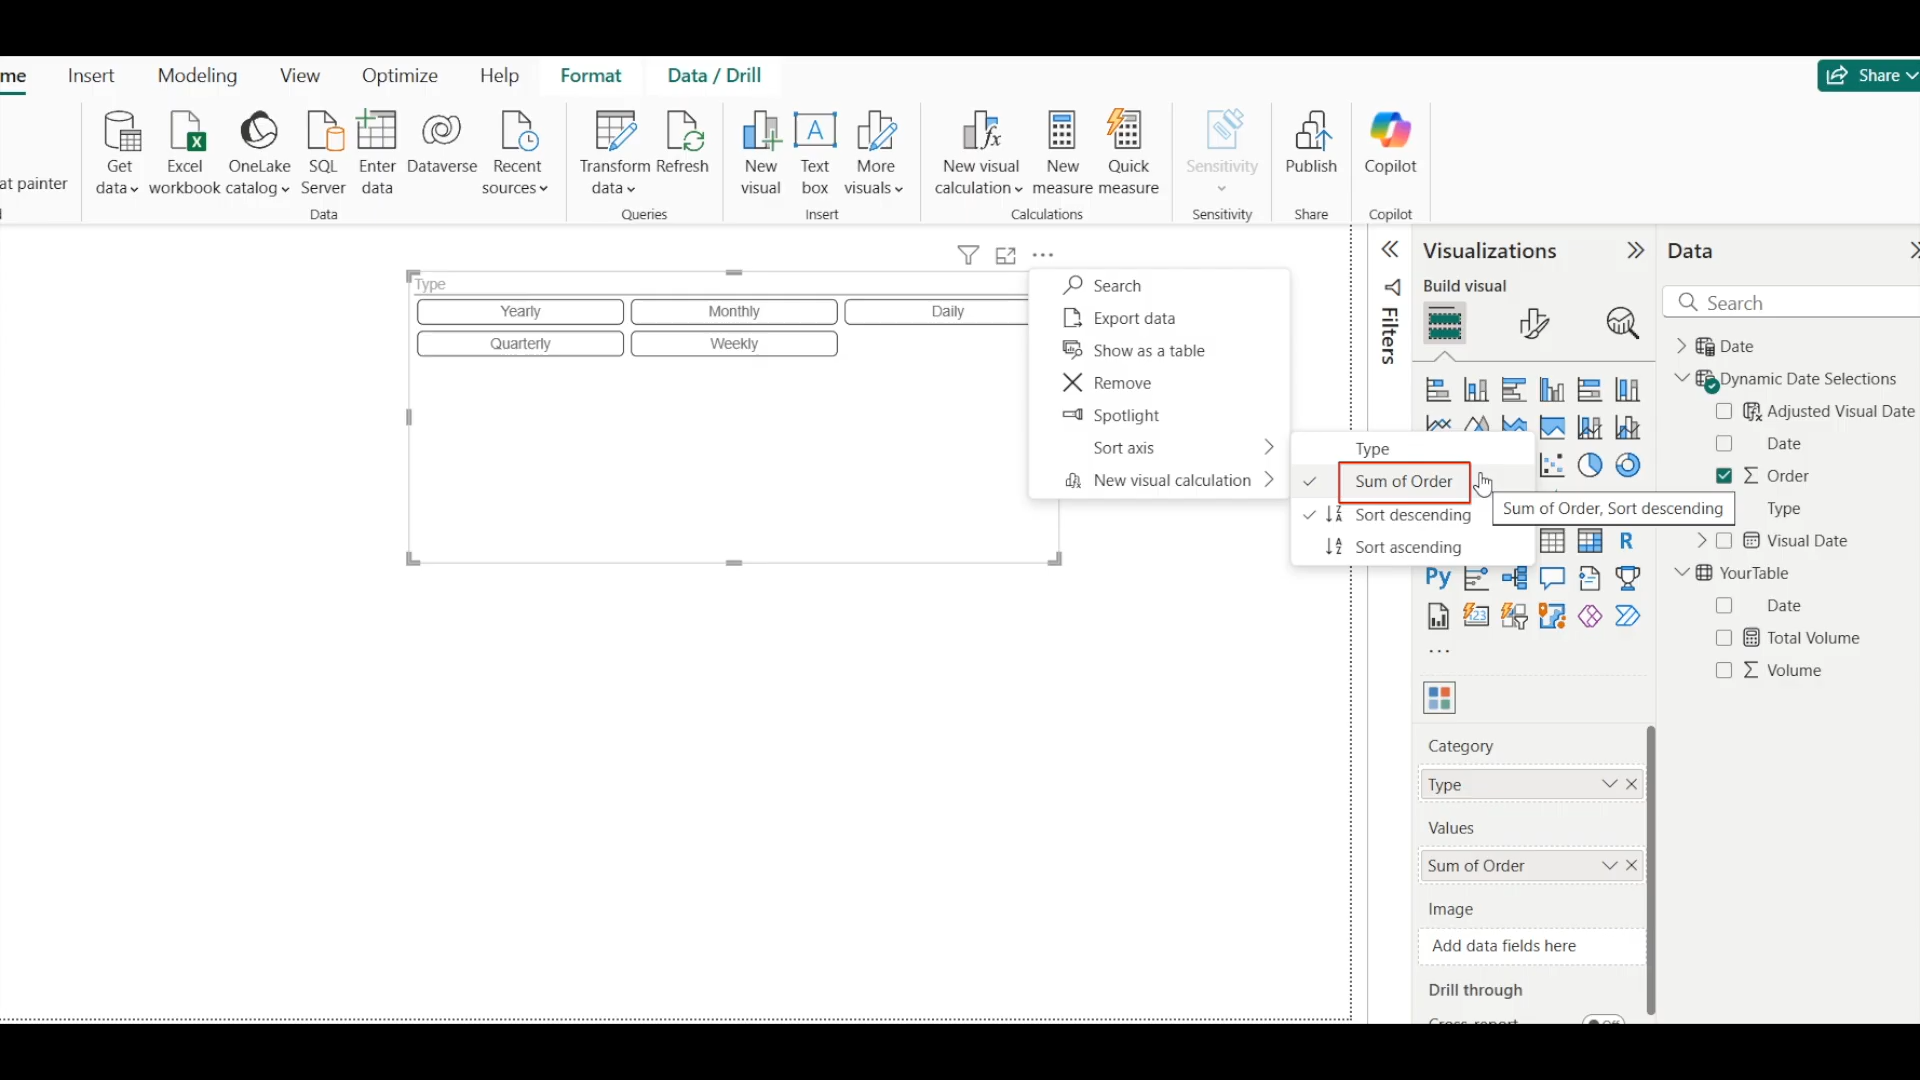 me Insert Modeling View Optimize Help Format Data / Drill Share
at painter
Get data
Excel workbook
OneLake catalog
SQL Server
Enter data
Dataverse
Recent sources
Data
Transform data
Refresh
Queries
New visual
Text box
More visuals
Insert
New visual calculation
New measure
Quick measure
Calculations
Sensitivity
Sensitivity
Publish
Share
Copilot
Copilot
Type
Yearly Monthly Daily
Quarterly Weekly
Search
Export data
Show as a table
Remove
Spotlight
Sort axis
New visual calculation
Type
Sum of Order
Sort descending
Sort ascending
Sum of Order, Sort descending
Filters
Visualizations
Build visual
R
Py
123
...
Category
Type
Values
Sum of Order
Image
Add data fields here
Drill through
Cross-report Off
Data
Search
Date
Dynamic Date Selections
Adjusted Visual Date
Date
Order
Type
Visual Date
YourTable
Date
Total Volume
Volume